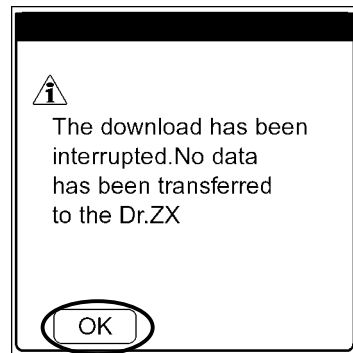 The download has been
interrupted.No data
has been transferred
to the Dr.ZX
OK